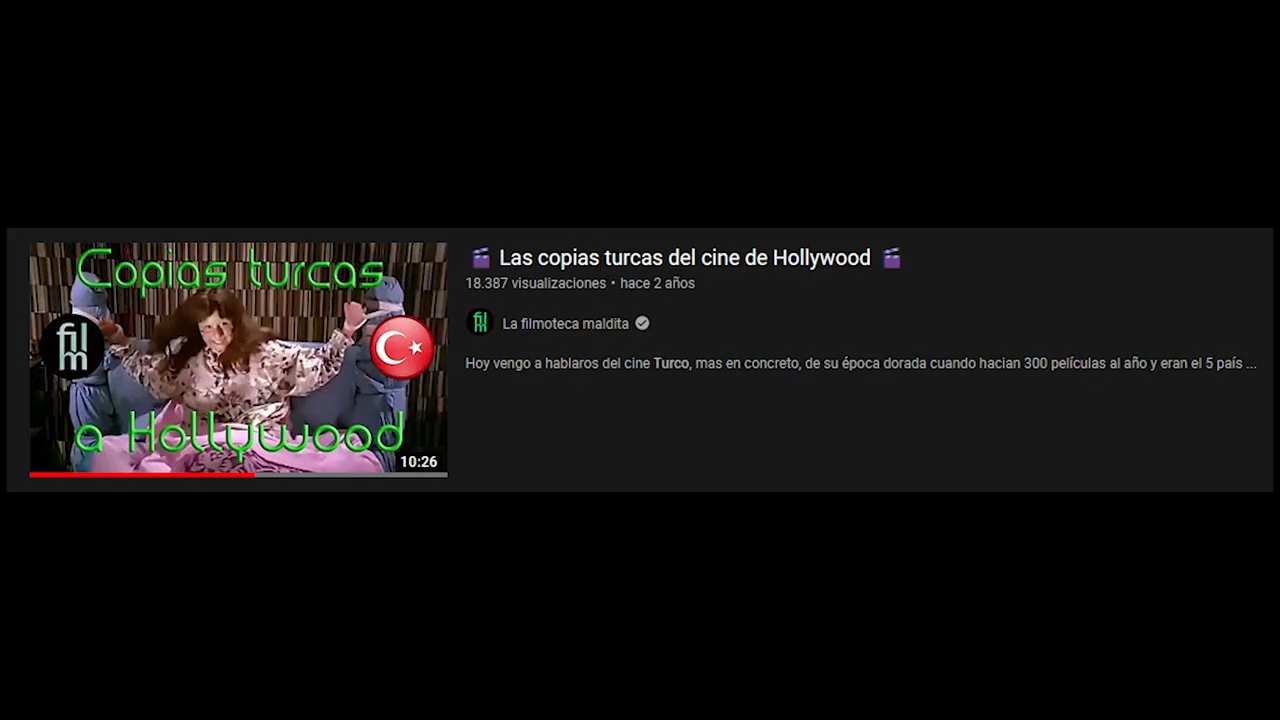 Copias turcas
film
a Hollywood
10:26
🎬 Las copias turcas del cine de Hollywood 🎬
18.387 visualizaciones • hace 2 años
film
La filmoteca maldita
Hoy vengo a hablaros del cine Turco, mas en concreto, de su época dorada cuando hacian 300 películas al año y eran el 5 país ...